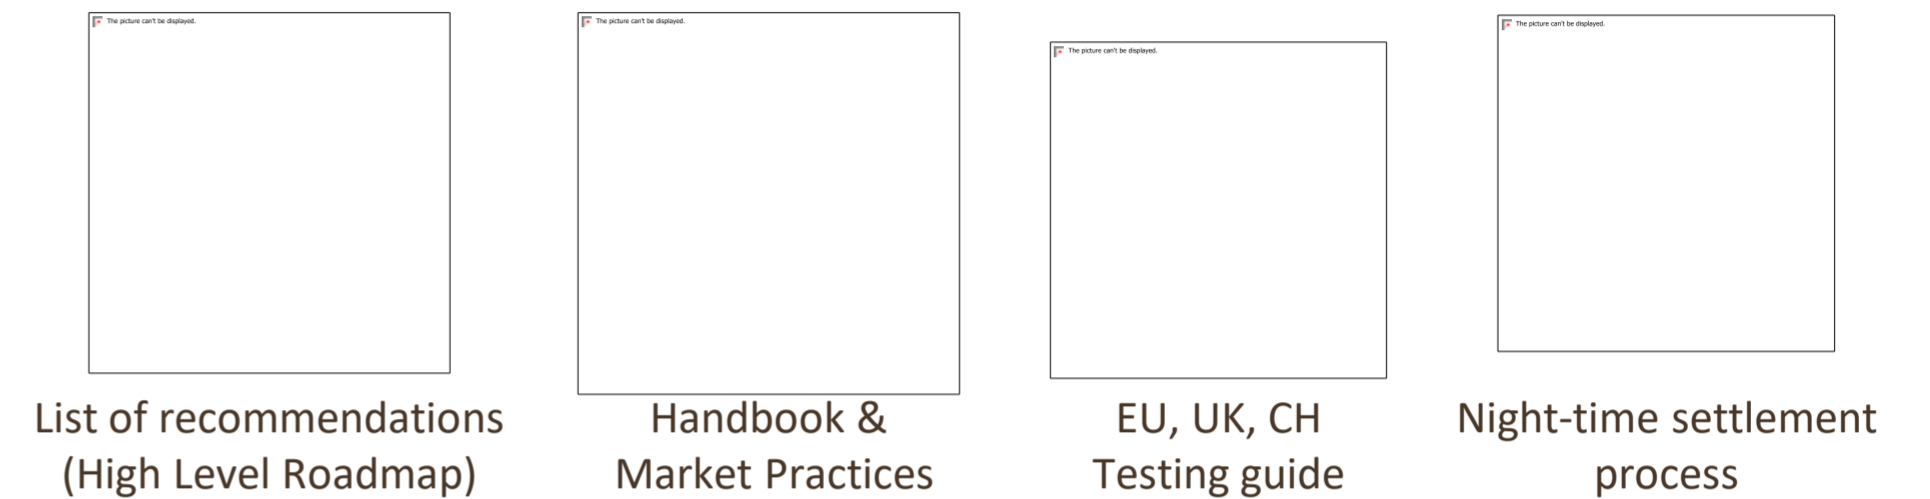 The picture can't be displayed.
The picture can't be displayed.
The picture can't be displayed.
The picture can't be displayed.
List of recommendations
(High Level Roadmap)
Handbook &
Market Practices
EU, UK, CH
Testing guide
Night-time settlement
process